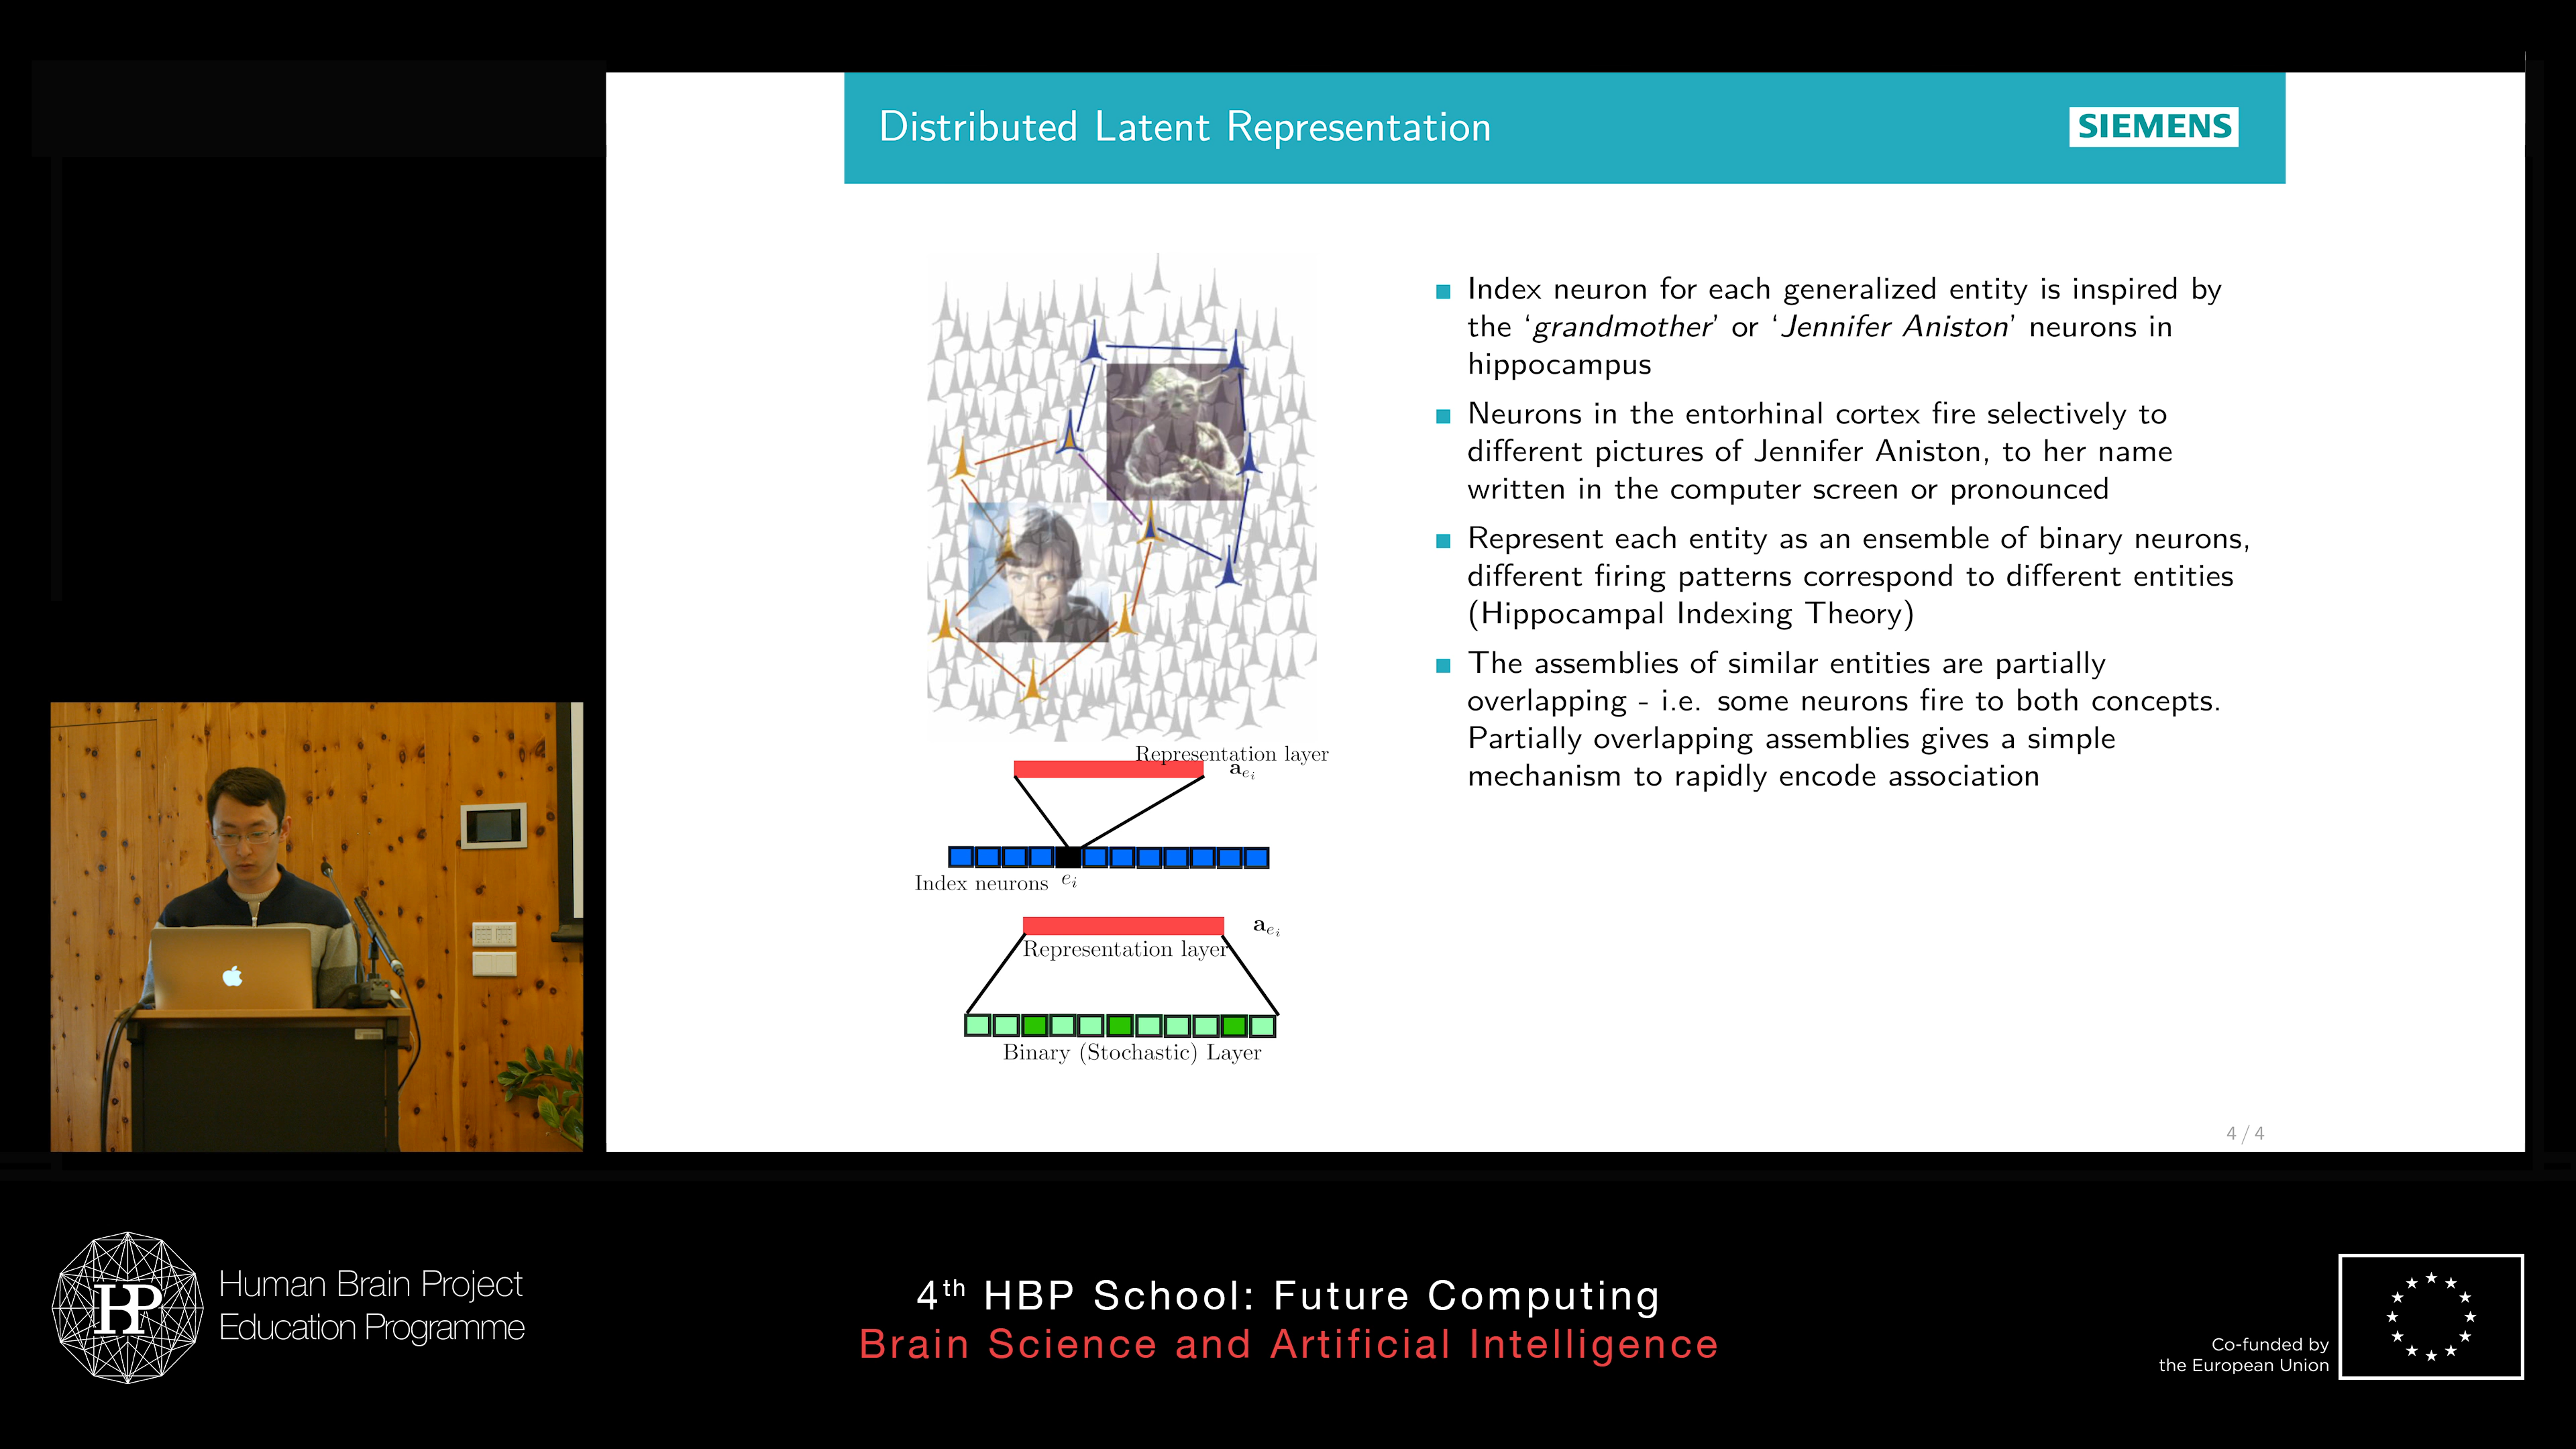 Distributed Latent Representation
SIEMENS
Index neuron for each generalized entity is inspired by
the ‘grandmother’ or ‘Jennifer Aniston’ neurons in
hippocampus
Neurons in the entorhinal cortex fire selectively to
different pictures of Jennifer Aniston, to her name
written in the computer screen or pronounced
Represent each entity as an ensemble of binary neurons,
different firing patterns correspond to different entities
(Hippocampal Indexing Theory)
The assemblies of similar entities are partially
overlapping - i.e. some neurons fire to both concepts.
Partially overlapping assemblies gives a simple
mechanism to rapidly encode association
Representation layer
a_{e_i}
Index neurons e_i
a_{e_i}
Representation layer
Binary (Stochastic) Layer
4 / 4
HBP
Human Brain Project
Education Programme
4th HBP School: Future Computing
Brain Science and Artificial Intelligence
Co-funded by
the European Union